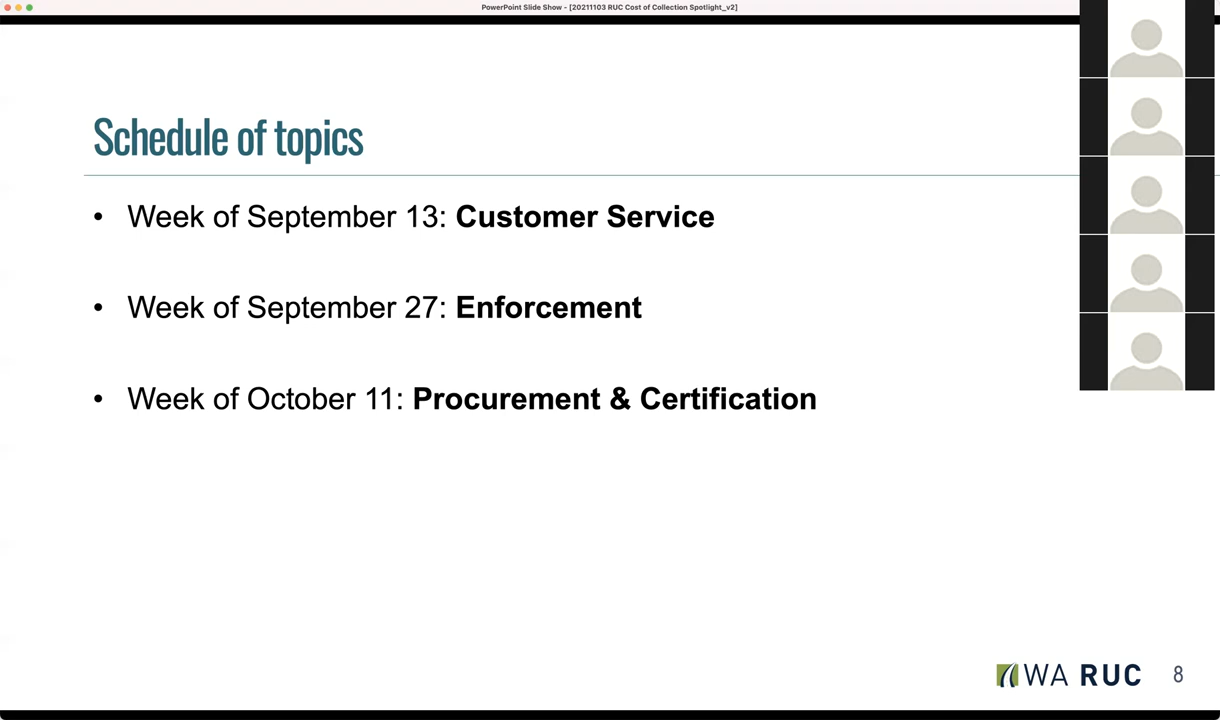 PowerPoint Slide Show - [20211103 RUC Cost of Collection Spotlight_v2]
Schedule of topics
• Week of September 13: Customer Service
• Week of September 27: Enforcement
• Week of October 11: Procurement & Certification
WA RUC 8